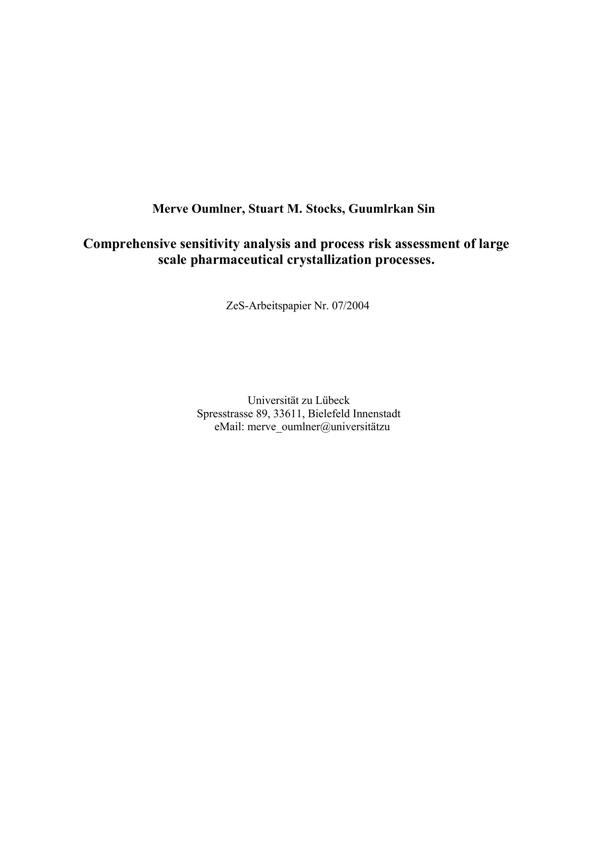 Merve Oumlner, Stuart M. Stocks, Guumlrkan Sin
Comprehensive sensitivity analysis and process risk assessment of large
scale pharmaceutical crystallization processes.
ZeS-Arbeitspapier Nr. 07/2004
Universität zu Lübeck
Spresstrasse 89, 33611, Bielefeld Innenstadt
eMail: merve_oumlner@universitätzu